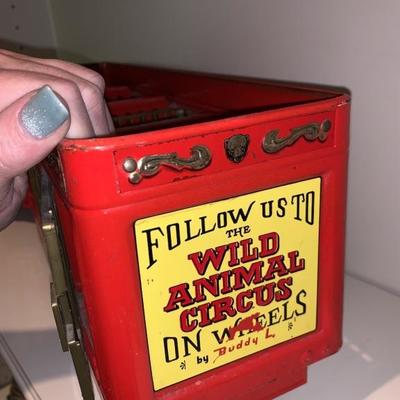 FOLLOW US TO
THE
WILD
ANIMAL
CIRCUS
ON WHEELS
by Buddy L.